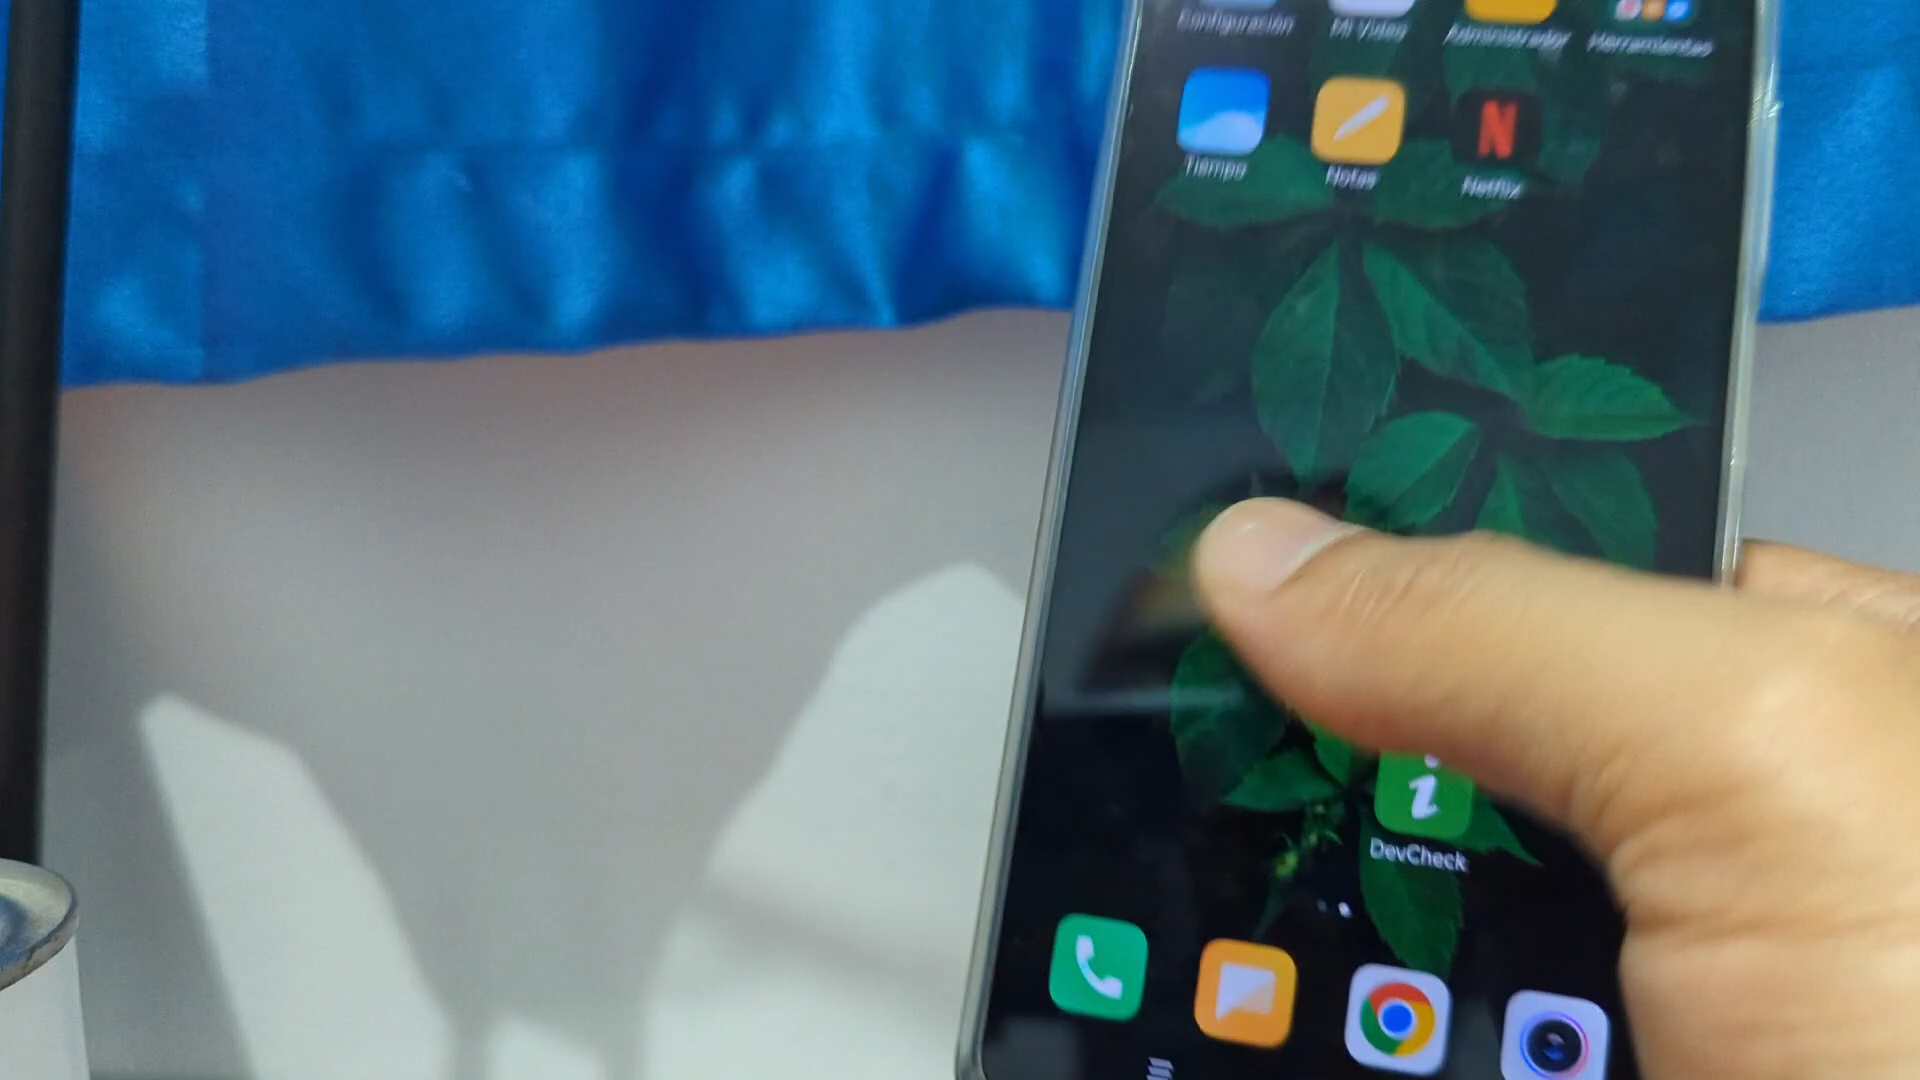 Configuración Mi Video Administrador Herramientas
Tiempo Notas Netflix
N
i
DevCheck